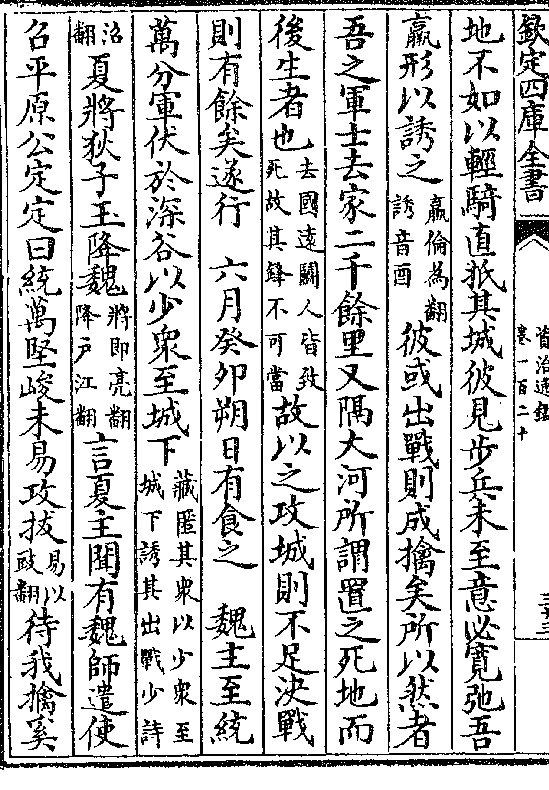 欽定四庫全書
資治通鑑
卷一百二十
地不如以輕騎直抵其城彼見步兵未至意必寬弛吾
羸形以誘之羸倫為翻誘音酉彼或出戰則成擒矣所以然者
吾之軍士去家二千餘里又隔大河所謂置之死地而
後生者也去國遠鬬人皆致死故其鋒不可當故以之攻城則不足決戰
則有餘矣遂行　六月癸卯朔日有食之　魏主至統
萬分軍伏於深谷以少衆至城下藏匿其衆以少衆至城下誘其出戰少詩
沼翻夏將狄子玉降魏將即亮翻降户江翻言夏主聞有魏師遣使
召平原公定定曰統萬堅峻未易攻拔易以豉翻待我擒奚